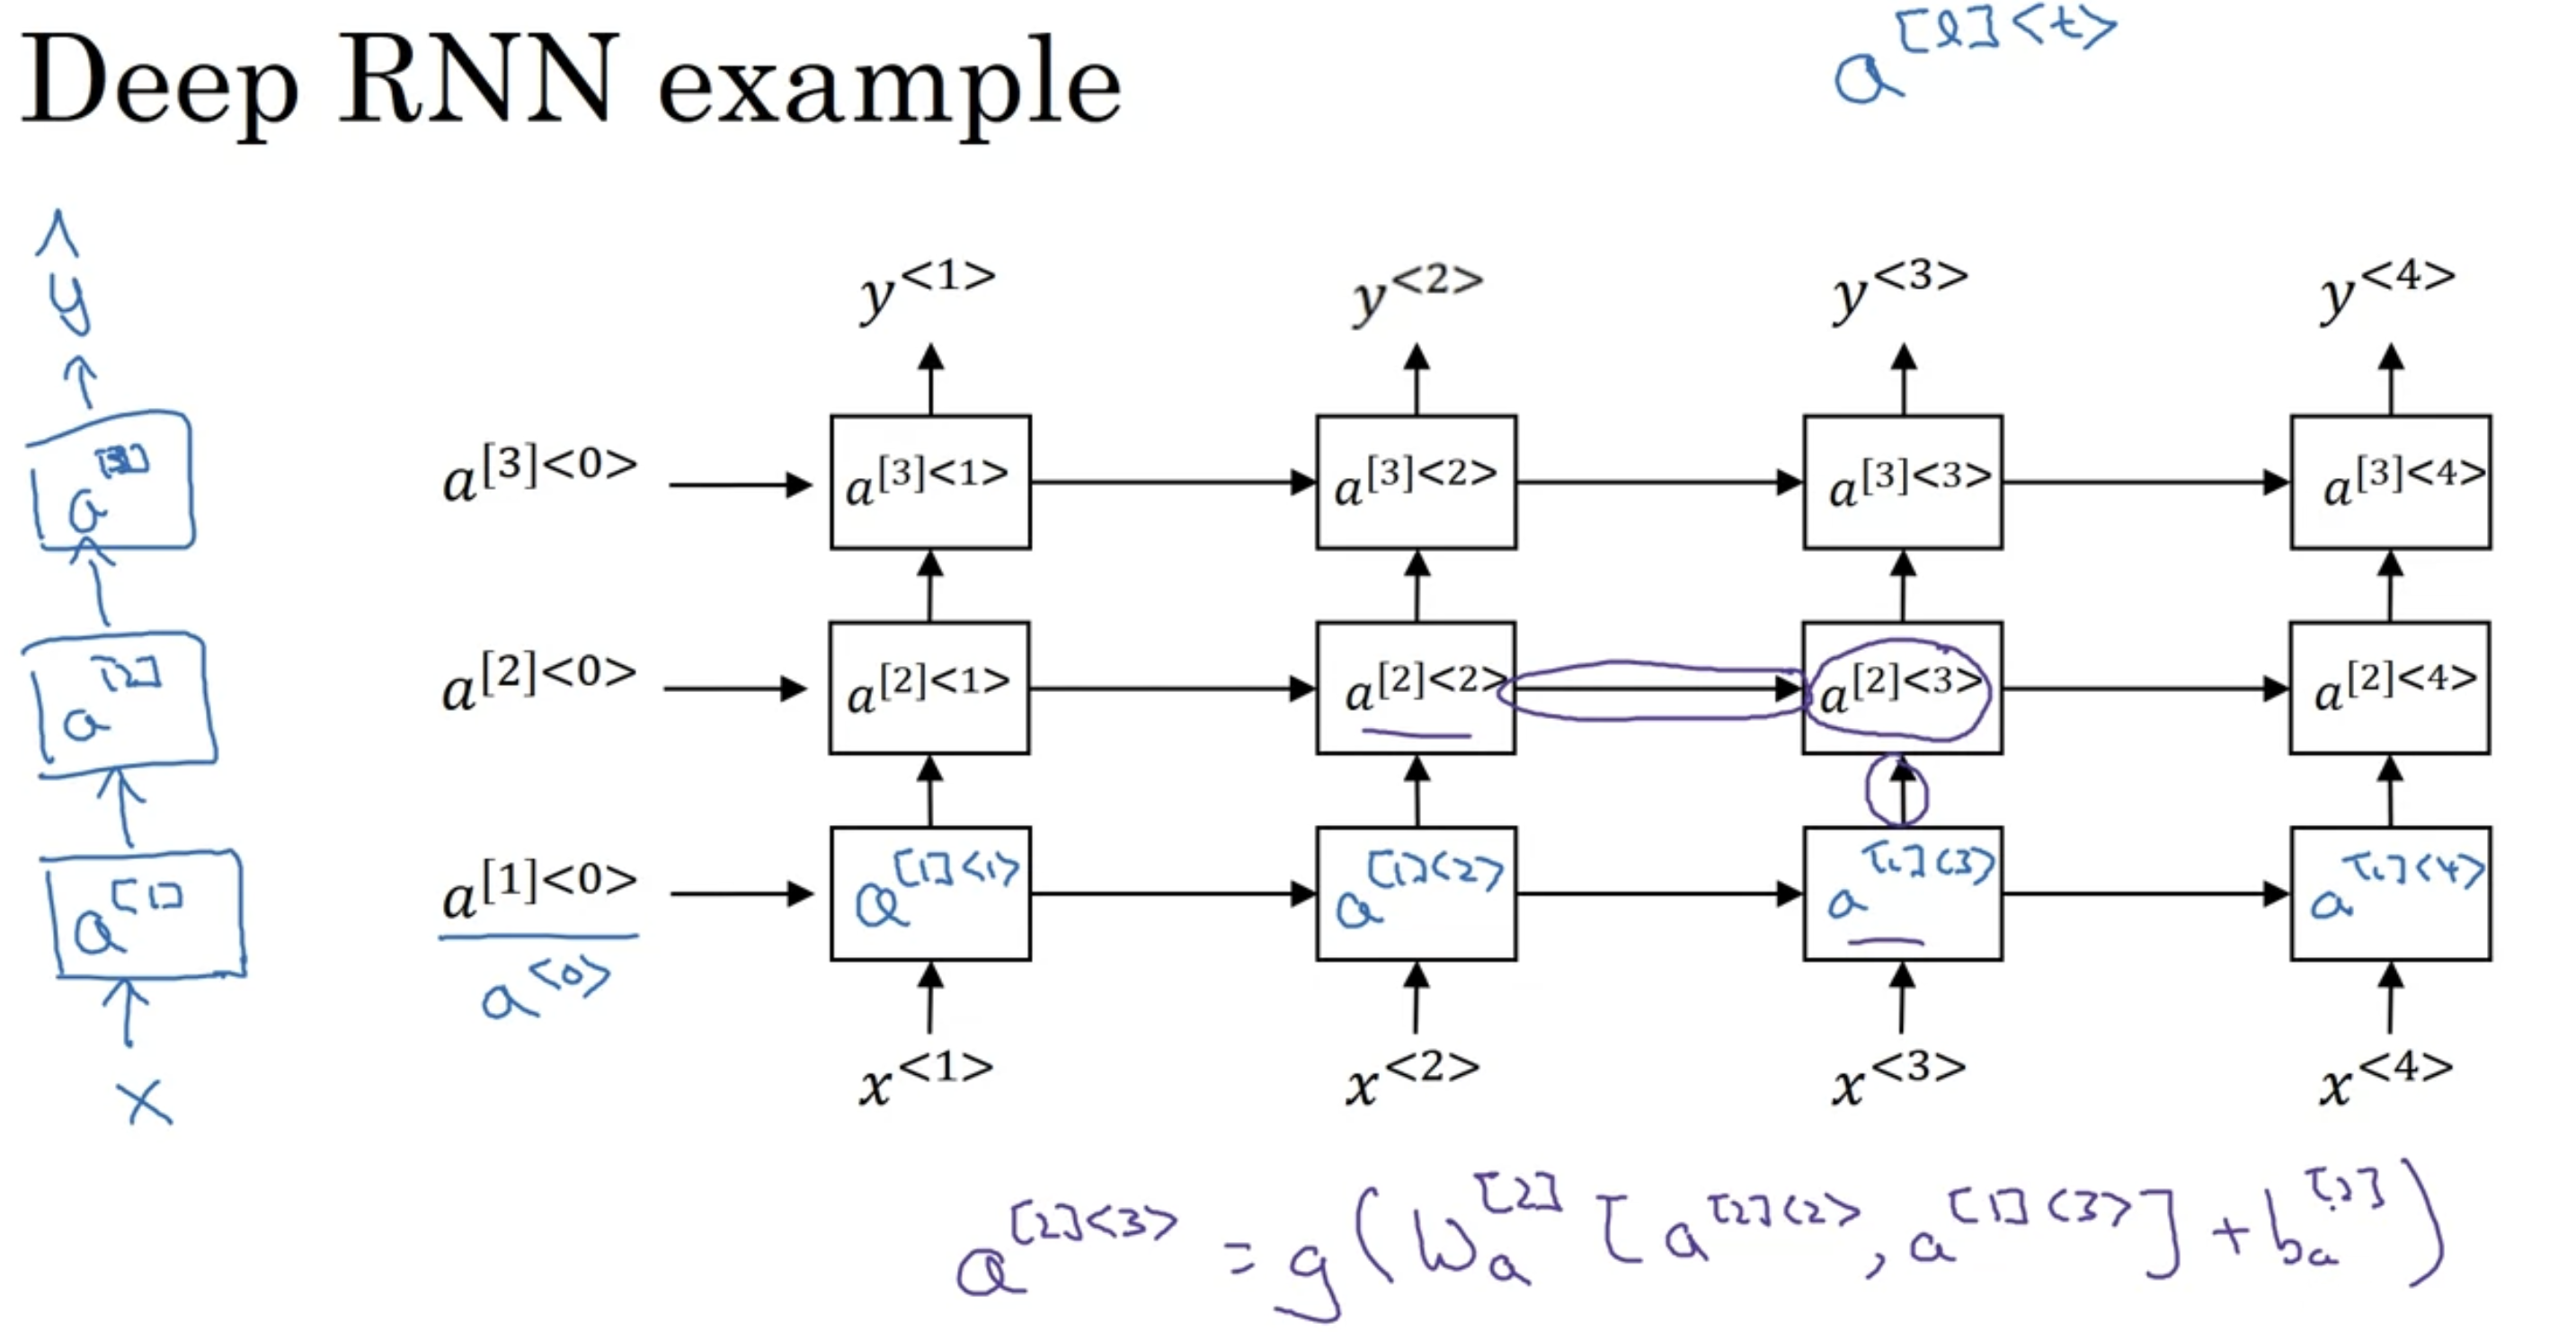 Deep RNN example
a^{[l]<t>}
ŷ
y^{<1>} y^{<2>} y^{<3>} y^{<4>}
a^{[3]} a^{[3]<0>} a^{[3]<1>} a^{[3]<2>} a^{[3]<3>} a^{[3]<4>}
a^{[2]} a^{[2]<0>} a^{[2]<1>} a^{[2]<2>} a^{[2]<3>} a^{[2]<4>}
a^{[1]} a^{[1]<0>} a^{[1]<1>} a^{[1]<2>} a^{[1]<3>} a^{[1]<4>}
a^{<0>}
x x^{<1>} x^{<2>} x^{<3>} x^{<4>}
a^{[2]<3>} = g(W_a^{[2]} [a^{[2]<2>}, a^{[1]<3>}] + b_a^{[2]})